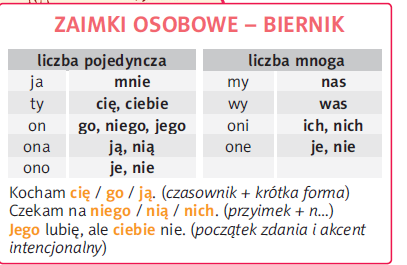 ZAIMKI OSOBOWE – BIERNIK
liczba pojedyncza liczba mnoga
ja mnie my nas
ty cię, ciebie wy was
on go, niego, jego oni ich, nich
ona ją, nią one je, nie
ono je, nie
Kocham cię / go / ją. (czasownik + krótka forma)
Czekam na niego / nią / nich. (przyimek + n...)
Jego lubię, ale ciebie nie. (początek zdania i akcent
intencjonalny)